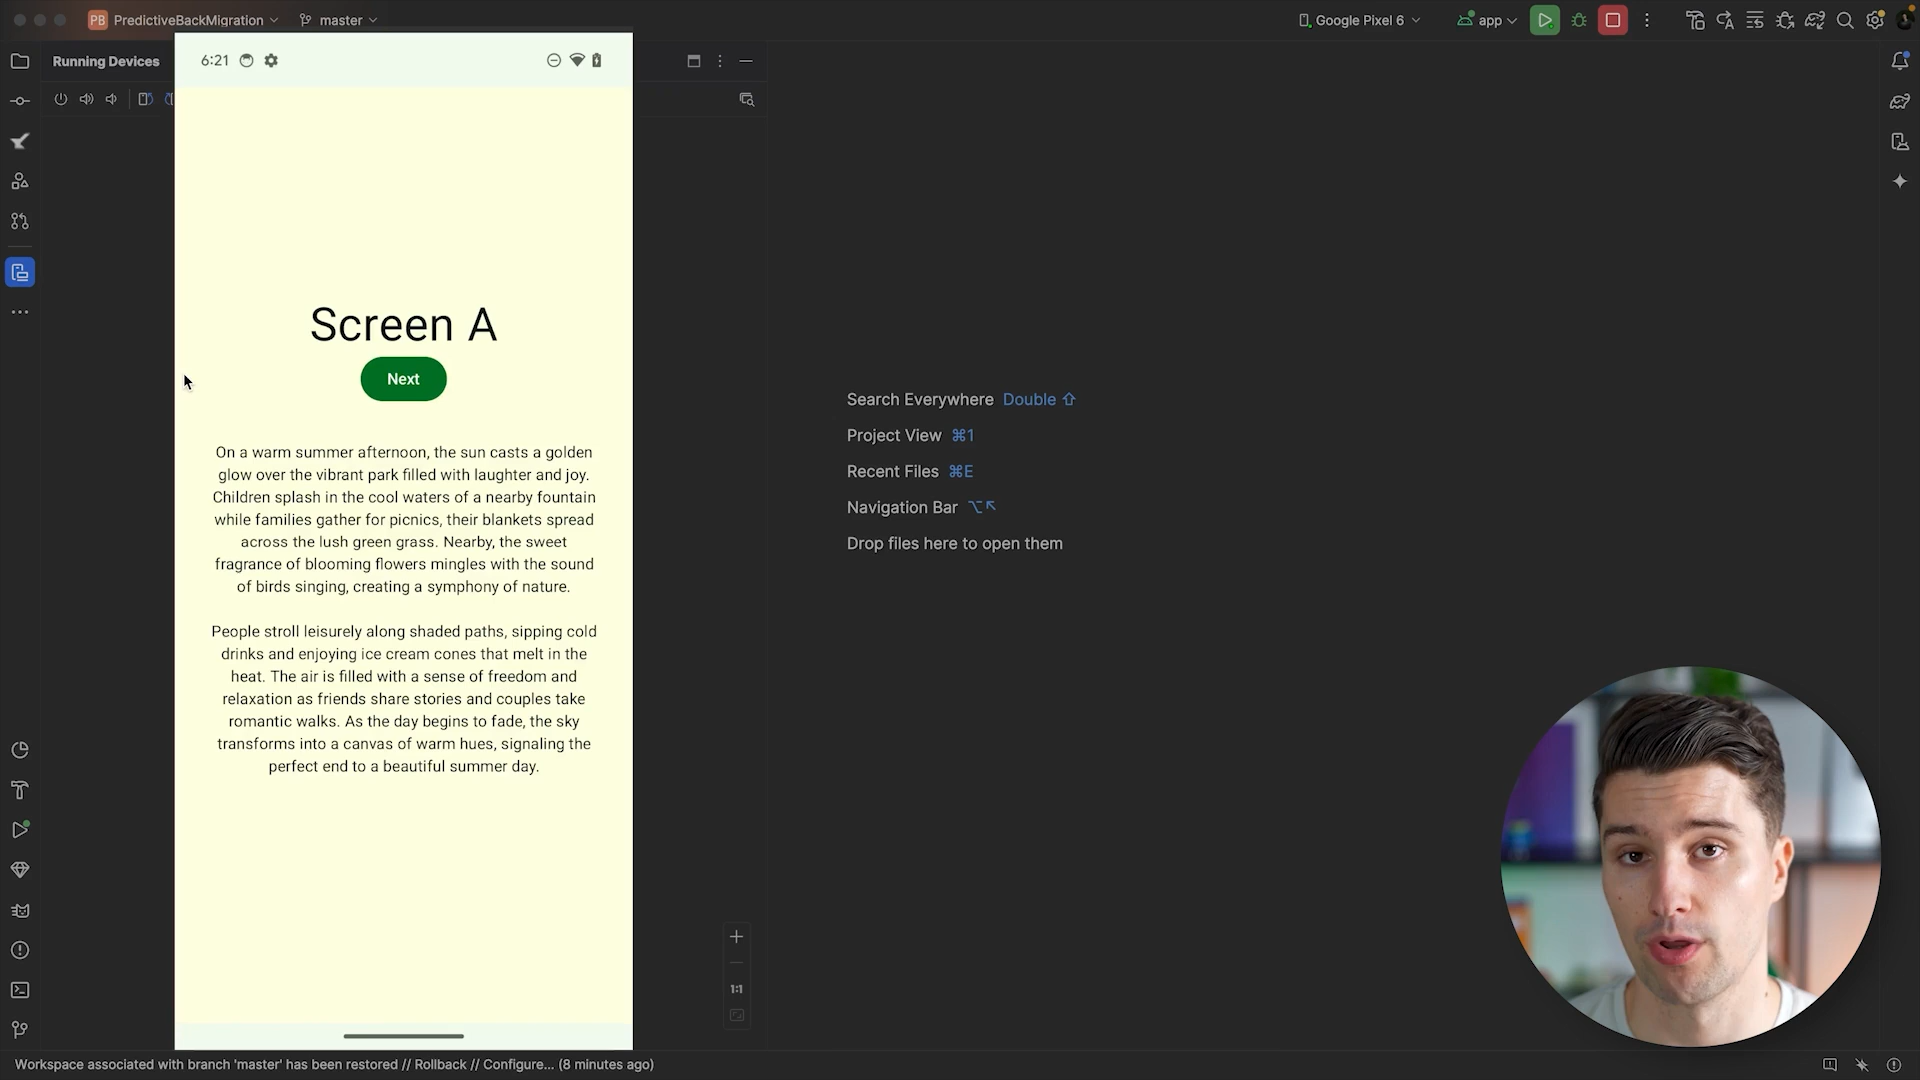 PB PredictiveBackMigration master Google Pixel 6 app
Running Devices
6:21
Screen A
Next
On a warm summer afternoon, the sun casts a golden
glow over the vibrant park filled with laughter and joy.
Children splash in the cool waters of a nearby fountain
while families gather for picnics, their blankets spread
across the lush green grass. Nearby, the sweet
fragrance of blooming flowers mingles with the sound
of birds singing, creating a symphony of nature.
People stroll leisurely along shaded paths, sipping cold
drinks and enjoying ice cream cones that melt in the
heat. The air is filled with a sense of freedom and
relaxation as friends share stories and couples take
romantic walks. As the day begins to fade, the sky
transforms into a canvas of warm hues, signaling the
perfect end to a beautiful summer day.
1:1
Search Everywhere Double ⇧
Project View ⌘1
Recent Files ⌘E
Navigation Bar ⌥↖
Drop files here to open them
Workspace associated with branch 'master' has been restored // Rollback // Configure... (8 minutes ago)